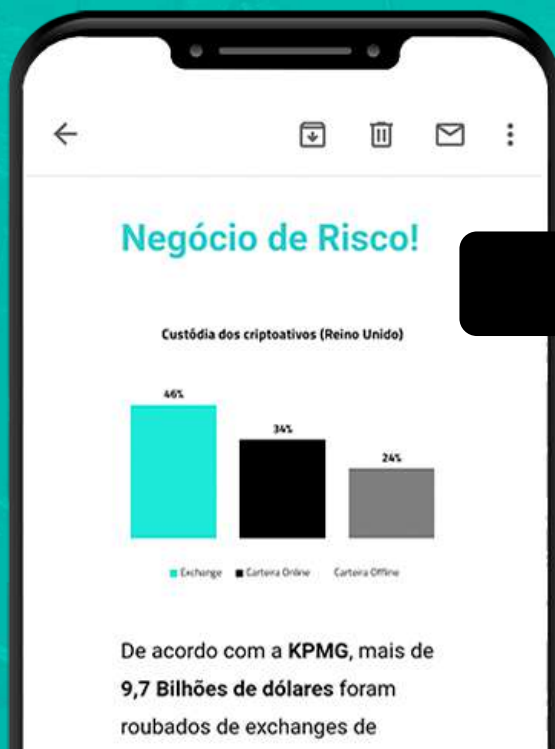 Negócio de Risco!
Custódia dos criptoativos (Reino Unido)
46%
34%
24%
Exchange Carteira Online Carteira Offline
De acordo com a KPMG, mais de
9,7 Bilhões de dólares foram
roubados de exchanges de